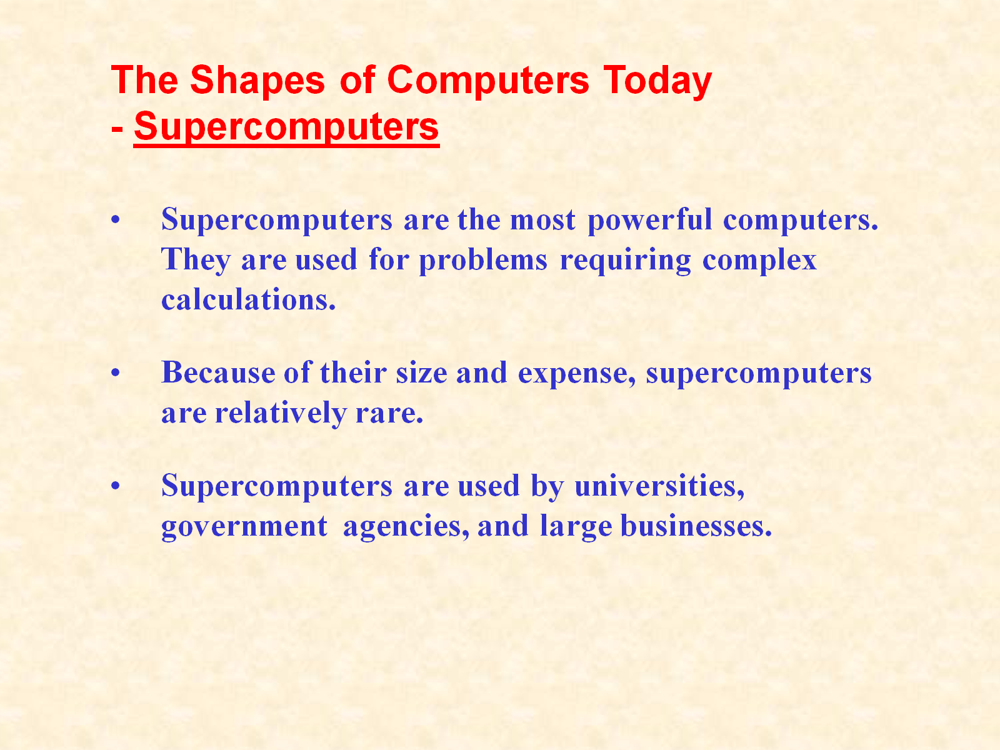 The Shapes of Computers Today
- Supercomputers
• Supercomputers are the most powerful computers.
They are used for problems requiring complex
calculations.
• Because of their size and expense, supercomputers
are relatively rare.
• Supercomputers are used by universities,
government agencies, and large businesses.